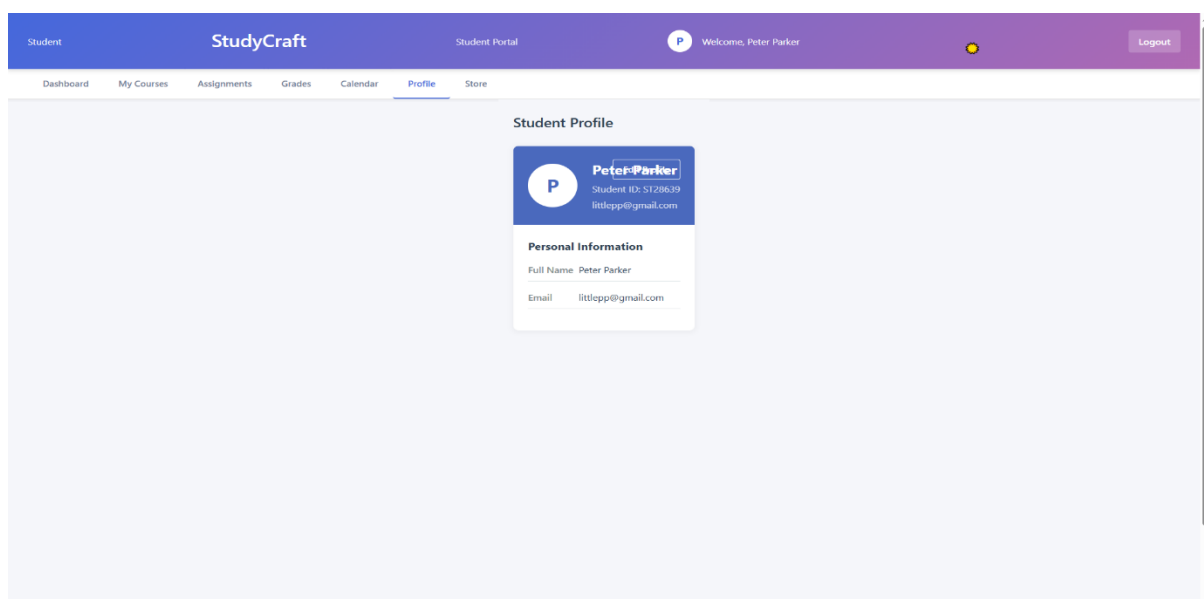 Student
StudyCraft
Student Portal
P
Welcome, Peter Parker
Logout
Dashboard
My Courses
Assignments
Grades
Calendar
Profile
Store
Student Profile
P
Peter Parker
Student ID: ST28639
littlepp@gmail.com
Personal Information
Full Name Peter Parker
Email littlepp@gmail.com